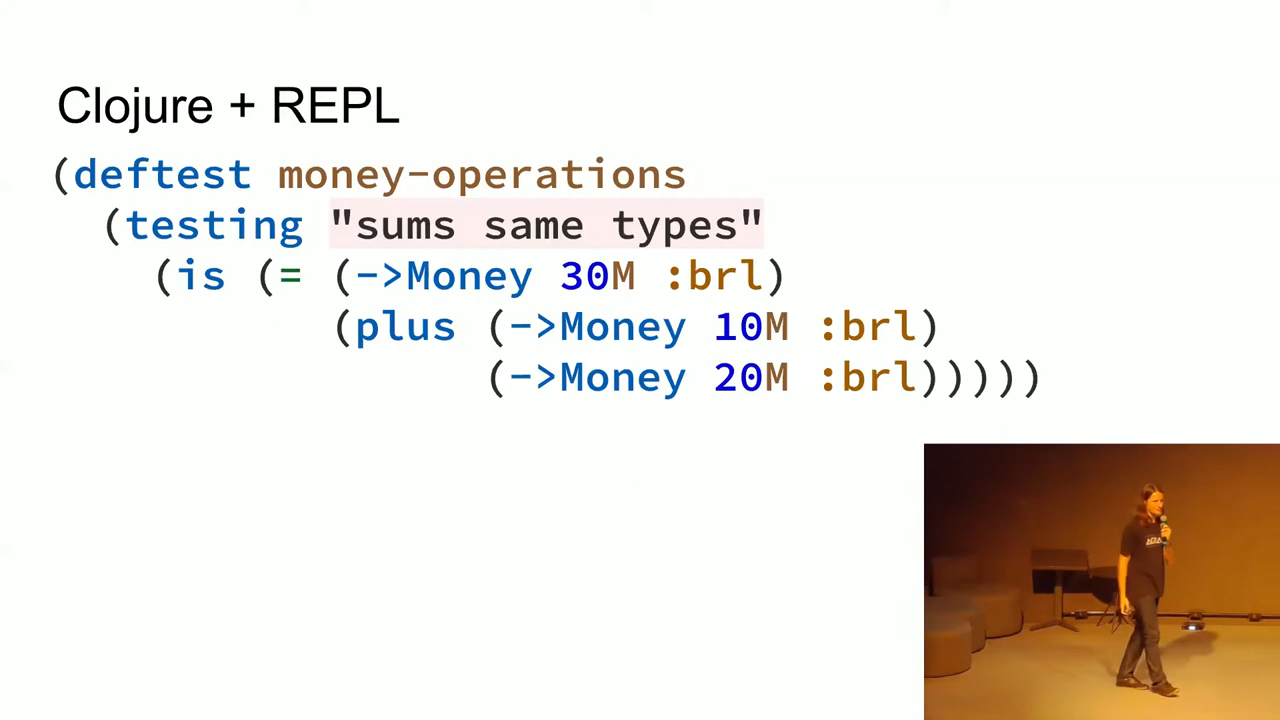 Clojure + REPL
(deftest money-operations
(testing "sums same types"
(is (= (->Money 30M :brl)
(plus (->Money 10M :brl)
(->Money 20M :brl)))))